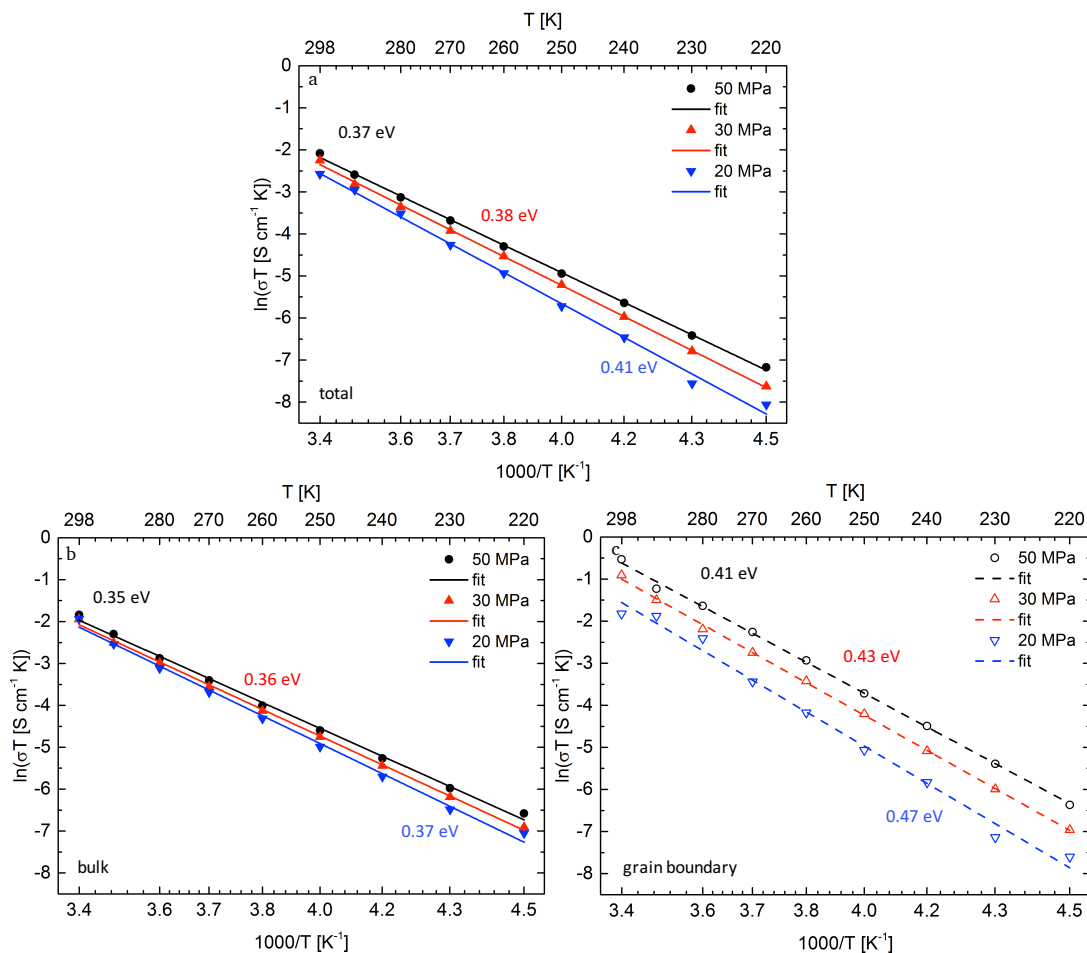 T [K]
298 280 270 260 250 240 230 220
a
0
-1
-2
-3
-4
-5
-6
-7
-8
ln(σT [S cm⁻¹ K])
50 MPa
fit
30 MPa
fit
20 MPa
fit
0.37 eV
0.38 eV
0.41 eV
total
3.4 3.6 3.7 3.8 4.0 4.2 4.3 4.5
1000/T [K⁻¹]
T [K]
298 280 270 260 250 240 230 220
b
0
-1
-2
-3
-4
-5
-6
-7
-8
ln(σT [S cm⁻¹ K])
50 MPa
fit
30 MPa
fit
20 MPa
fit
0.35 eV
0.36 eV
0.37 eV
bulk
3.4 3.6 3.7 3.8 4.0 4.2 4.3 4.5
1000/T [K⁻¹]
T [K]
298 280 270 260 250 240 230 220
c
0
-1
-2
-3
-4
-5
-6
-7
-8
ln(σT [S cm⁻¹ K])
50 MPa
fit
30 MPa
fit
20 MPa
fit
0.41 eV
0.43 eV
0.47 eV
grain boundary
3.4 3.6 3.7 3.8 4.0 4.2 4.3 4.5
1000/T [K⁻¹]